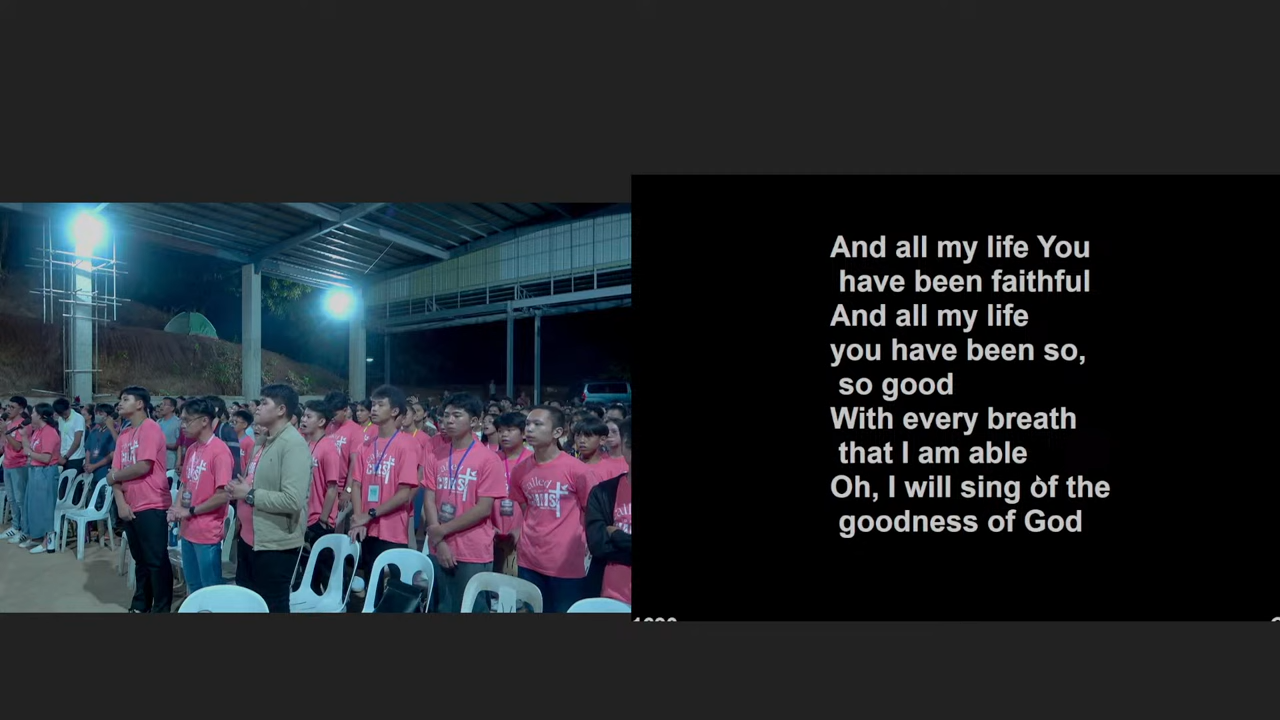 And all my life You
have been faithful
And all my life
you have been so,
so good
With every breath
that I am able
Oh, I will sing of the
goodness of God
called